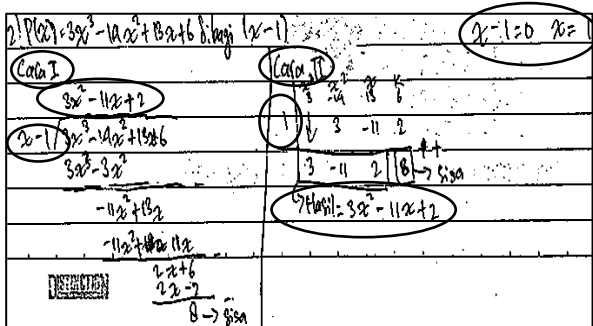 2) P(x)=3x³-14x²+13x+6 dibagi (x-1)
x-1=0 x=1
Cara I
3x²-11x+2
x-1/3x³-14x²+13x+6
3x³-3x²
-11x²+13x
-11x²+11x
2x+6
2x-2
8 → sisa
Cara II
x³ x² x k
3 -14 13 6
1 ↓ 3 -11 2
+
3 -11 2 8 → sisa
↳ Hasil = 3x²-11x+2